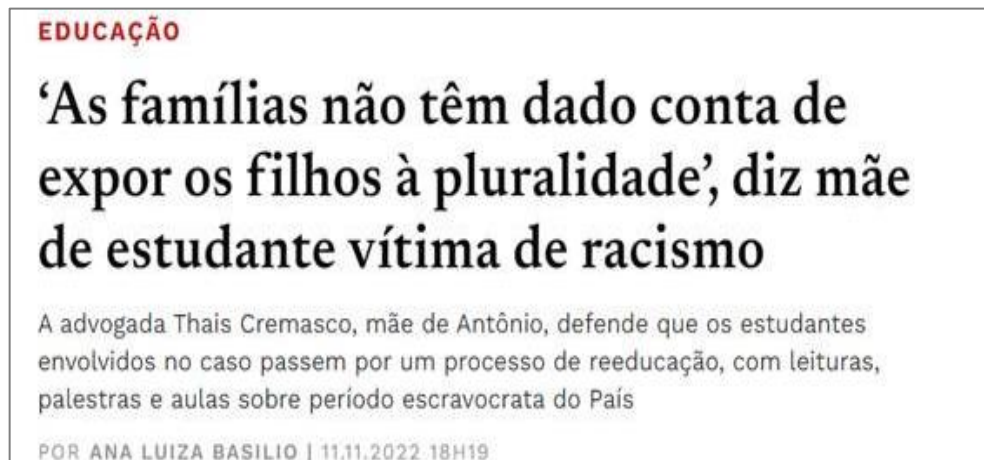 EDUCAÇÃO
‘As famílias não têm dado conta de
expor os filhos à pluralidade’, diz mãe
de estudante vítima de racismo
A advogada Thais Cremasco, mãe de Antônio, defende que os estudantes
envolvidos no caso passem por um processo de reeducação, com leituras,
palestras e aulas sobre período escravocrata do País
POR ANA LUIZA BASILIO | 11.11.2022 18H19